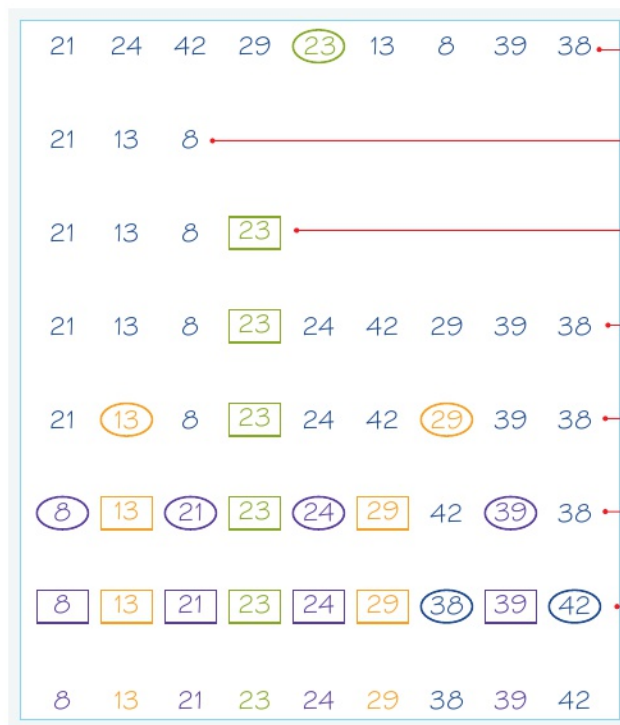 21 24 42 29 23 13 8 39 38
21 13 8
21 13 8 23
21 13 8 23 24 42 29 39 38
21 13 8 23 24 42 29 39 38
8 13 21 23 24 29 42 39 38
8 13 21 23 24 29 38 39 42
8 13 21 23 24 29 38 39 42